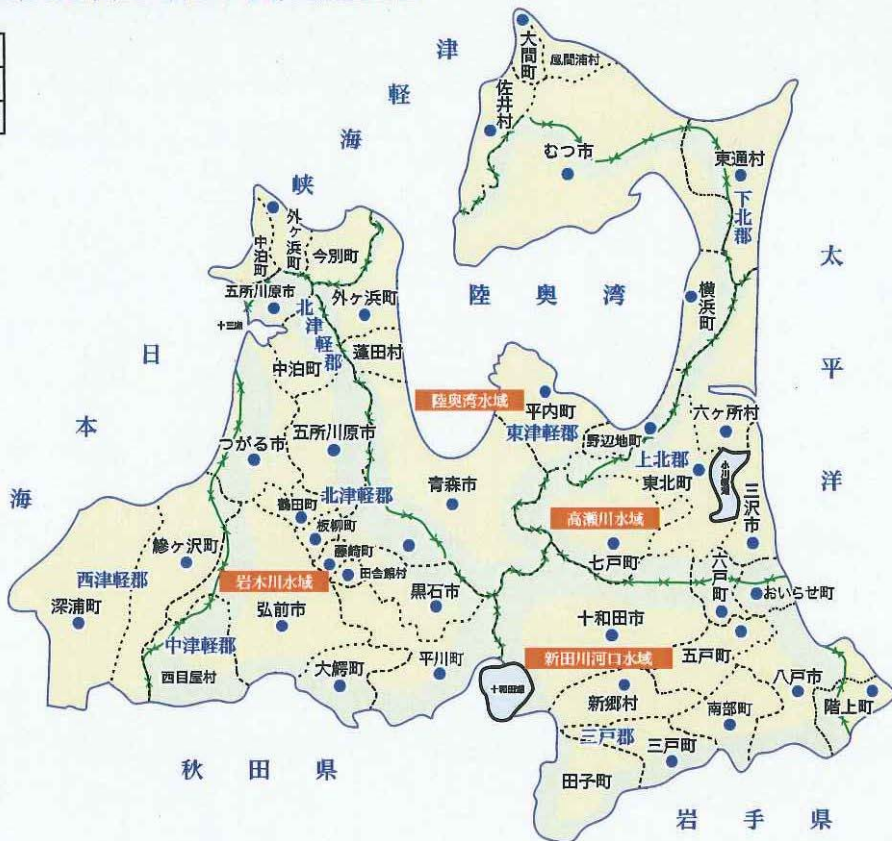 津軽海峡
大間町
風間浦村
佐井村
むつ市
東通村
下北郡
太平洋
外ヶ浜町
中泊町
今別町
五所川原市
外ヶ浜町
北津軽郡
陸奥湾
横浜町
十三湖
蓬田村
中泊町
日本海
陸奥湾水域
平内町
東津軽郡
野辺地町
六ヶ所村
つがる市
五所川原市
上北郡
東北町
小川原湖
三沢市
青森市
北津軽郡
鶴田町
高瀬川水域
板柳町
鰺ヶ沢町
藤崎町
七戸町
六戸町
おいらせ町
田舎館村
西津軽郡
岩木川水域
黒石市
深浦町
弘前市
十和田市
中津軽郡
五戸町
新田川河口水域
八戸市
西目屋村
大鰐町
平川町
十和田湖
新郷村
南部町
階上町
三戸郡
三戸町
田子町
秋田県
岩手県